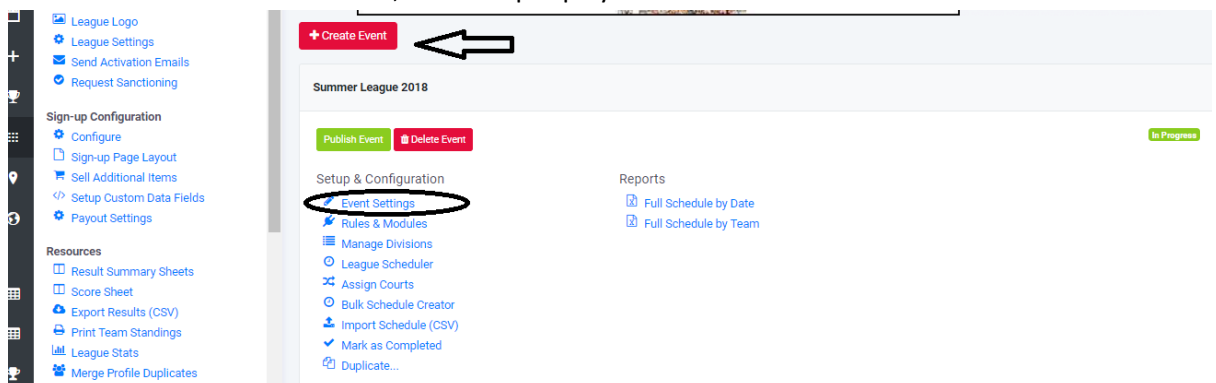 League Logo
League Settings
Send Activation Emails
Request Sanctioning
Sign-up Configuration
Configure
Sign-up Page Layout
Sell Additional Items
Setup Custom Data Fields
Payout Settings
Resources
Result Summary Sheets
Score Sheet
Export Results (CSV)
Print Team Standings
League Stats
Merge Profile Duplicates
+ Create Event
Summer League 2018
Publish Event Delete Event
In Progress
Setup & Configuration
Event Settings
Rules & Modules
Manage Divisions
League Scheduler
Assign Courts
Bulk Schedule Creator
Import Schedule (CSV)
Mark as Completed
Duplicate...
Reports
Full Schedule by Date
Full Schedule by Team